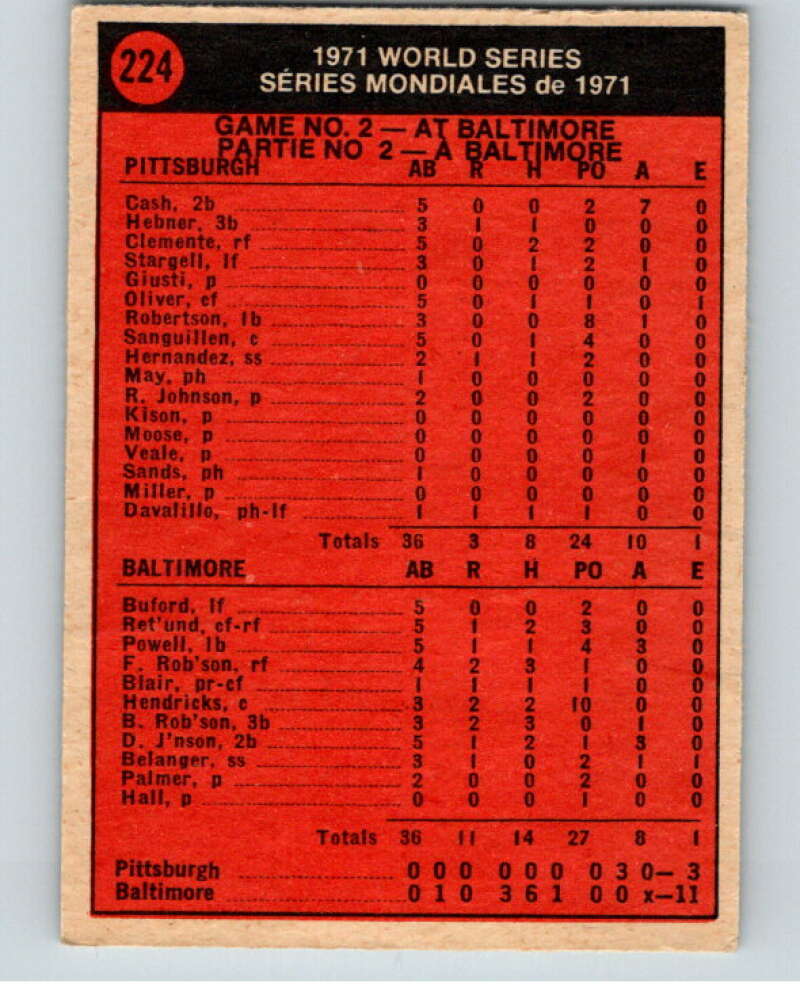 224
1971 WORLD SERIES
SÉRIES MONDIALES de 1971
GAME NO. 2 — AT BALTIMORE
PARTIE NO 2 — A BALTIMORE
PITTSBURGH AB R H PO A E
Cash, 2b 5 0 0 2 7 0
Hebner, 3b 3 1 1 0 0 0
Clemente, rf 5 0 2 2 0 0
Stargell, lf 3 0 1 2 1 0
Giusti, p 0 0 0 0 0 0
Oliver, cf 5 0 1 1 0 1
Robertson, 1b 3 0 0 8 1 0
Sanguillen, c 5 0 1 4 0 0
Hernandez, ss 2 1 1 2 0 0
May, ph 1 0 0 0 0 0
R. Johnson, p 2 0 0 2 0 0
Kison, p 0 0 0 0 0 0
Moose, p 0 0 0 0 0 0
Veale, p 0 0 0 0 1 0
Sands, ph 1 0 0 0 0 0
Miller, p 0 0 0 0 0 0
Davalillo, ph-lf 1 1 1 1 0 0
Totals 36 3 8 24 10 1
BALTIMORE AB R H PO A E
Buford, lf 5 0 0 2 0 0
Ret'und, cf-rf 5 1 2 3 0 0
Powell, 1b 5 1 1 4 3 0
F. Rob'son, rf 4 2 3 1 0 0
Blair, pr-cf 1 1 1 1 0 0
Hendricks, c 3 2 2 10 0 0
B. Rob'son, 3b 3 2 3 0 1 0
D. J'nson, 2b 5 1 2 1 3 0
Belanger, ss 3 1 0 2 1 1
Palmer, p 2 0 0 2 0 0
Hall, p 0 0 0 1 0 0
Totals 36 11 14 27 8 1
Pittsburgh 0 0 0 0 0 0 0 3 0— 3
Baltimore 0 1 0 3 6 1 0 0 x—11